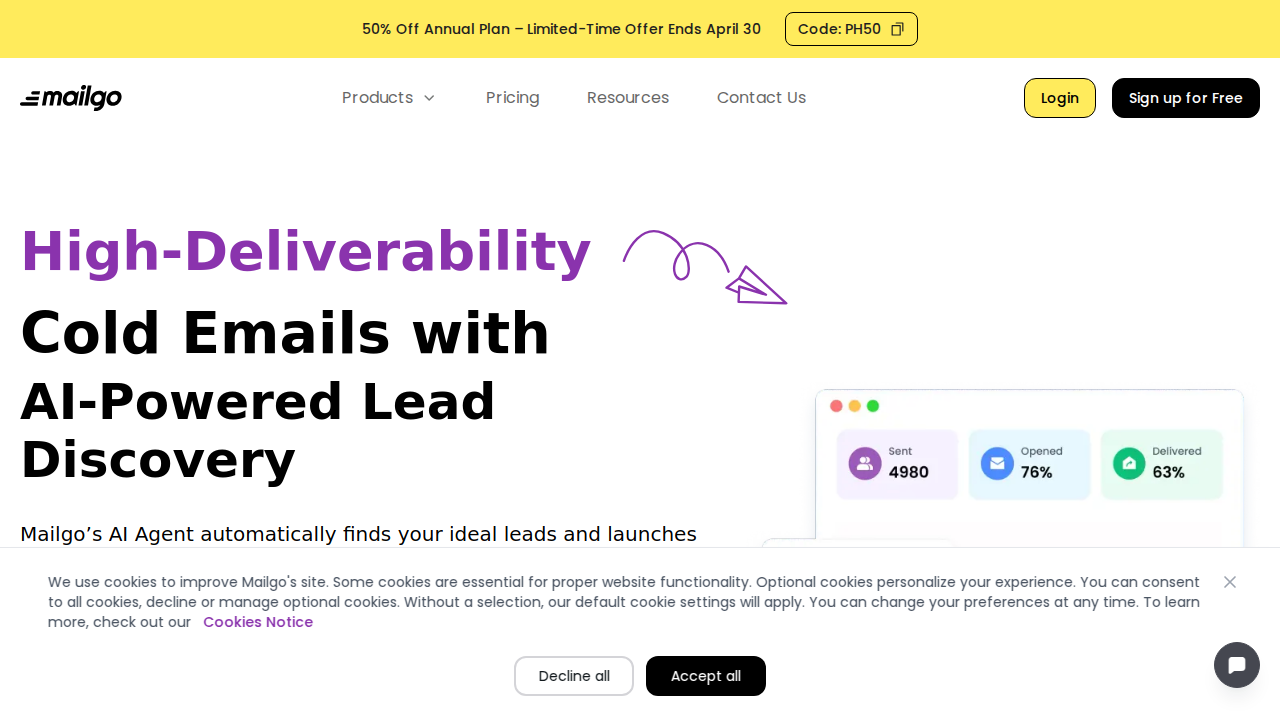 50% Off Annual Plan – Limited-Time Offer Ends April 30
Code: PH50
mailgo
Products
Pricing
Resources
Contact Us
Login
Sign up for Free
High-Deliverability
Cold Emails with
AI-Powered Lead
Discovery
Sent
4980
Opened
76%
Delivered
63%
Mailgo’s AI Agent automatically finds your ideal leads and launches
We use cookies to improve Mailgo's site. Some cookies are essential for proper website functionality. Optional cookies personalize your experience. You can consent
to all cookies, decline or manage optional cookies. Without a selection, our default cookie settings will apply. You can change your preferences at any time. To learn
more, check out our Cookies Notice
Decline all
Accept all